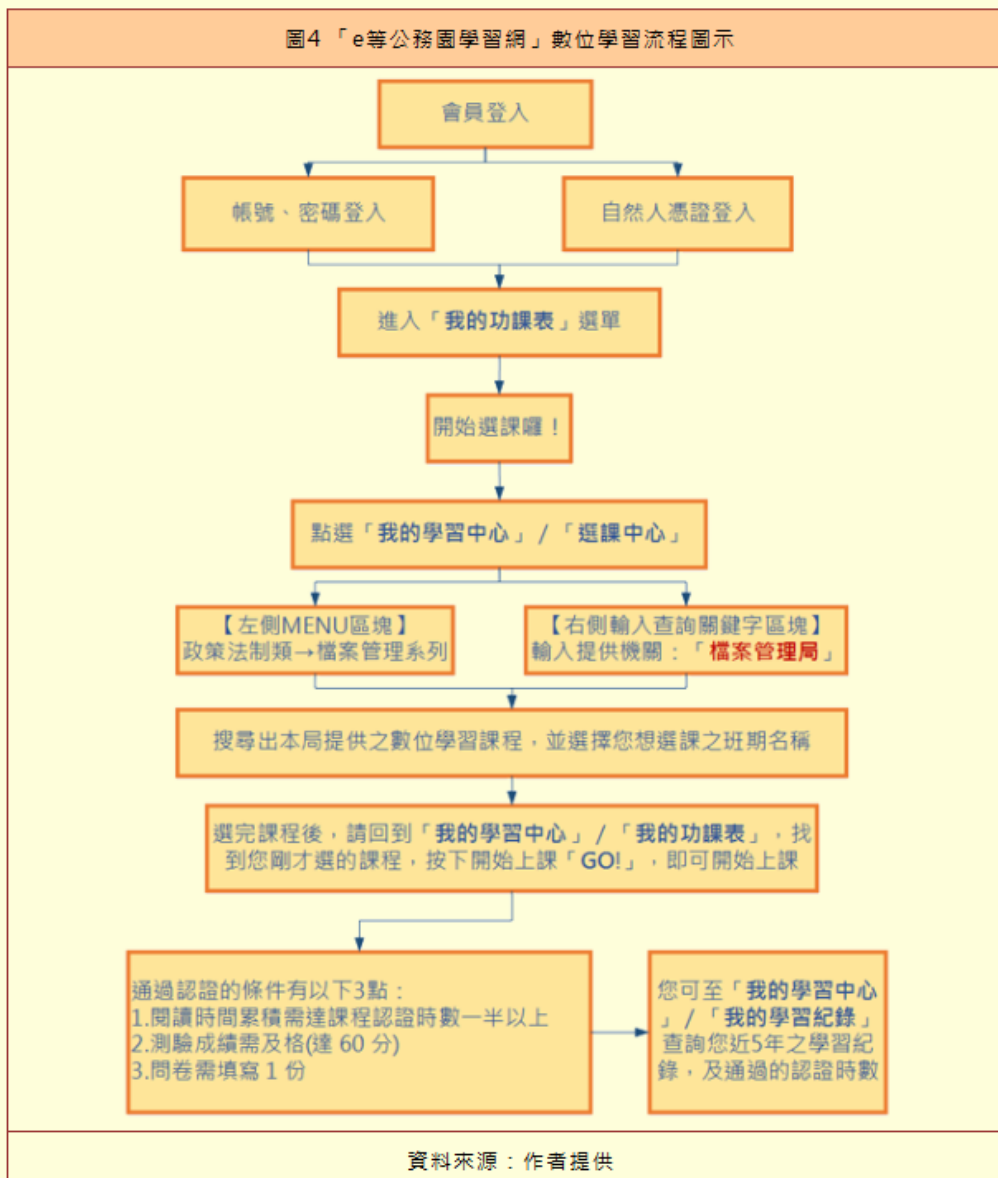 圖4 「e等公務園學習網」數位學習流程圖示
會員登入
帳號、密碼登入
自然人憑證登入
進入「我的功課表」選單
開始選課囉！
點選「我的學習中心」/「選課中心」
【左側MENU區塊】
政策法制類→檔案管理系列
【右側輸入查詢關鍵字區塊】
輸入提供機關：「檔案管理局」
搜尋出本局提供之數位學習課程，並選擇您想選課之班期名稱
選完課程後，請回到「我的學習中心」/「我的功課表」，找
到您剛才選的課程，按下開始上課「GO!」，即可開始上課
通過認證的條件有以下3點：
1.閱讀時間累積需達課程認證時數一半以上
2.測驗成績需及格(達 60 分)
3.問卷需填寫 1 份
您可至「我的學習中心
」/「我的學習紀錄」
查詢您近5年之學習紀
錄，及通過的認證時數
資料來源：作者提供